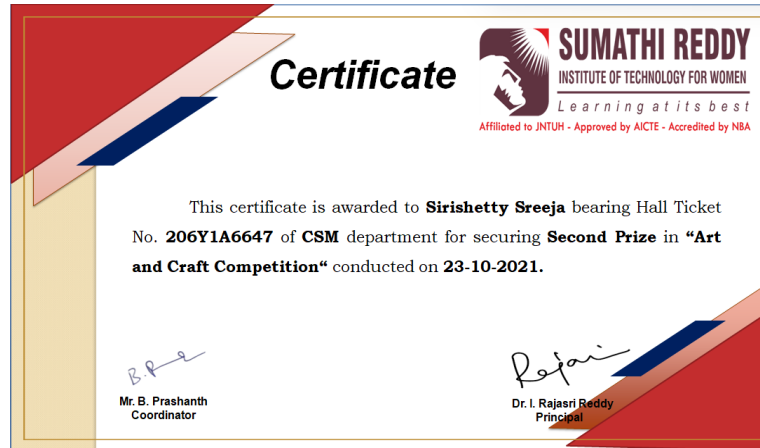 Certificate
SUMATHI REDDY
INSTITUTE OF TECHNOLOGY FOR WOMEN
Learning at its best
Affiliated to JNTUH - Approved by AICTE - Accredited by NBA
This certificate is awarded to Sirishetty Sreeja bearing Hall Ticket
No. 206Y1A6647 of CSM department for securing Second Prize in “Art
and Craft Competition“ conducted on 23-10-2021.
B.P
Rajasri
Mr. B. Prashanth
Coordinator
Dr. I. Rajasri Reddy
Principal